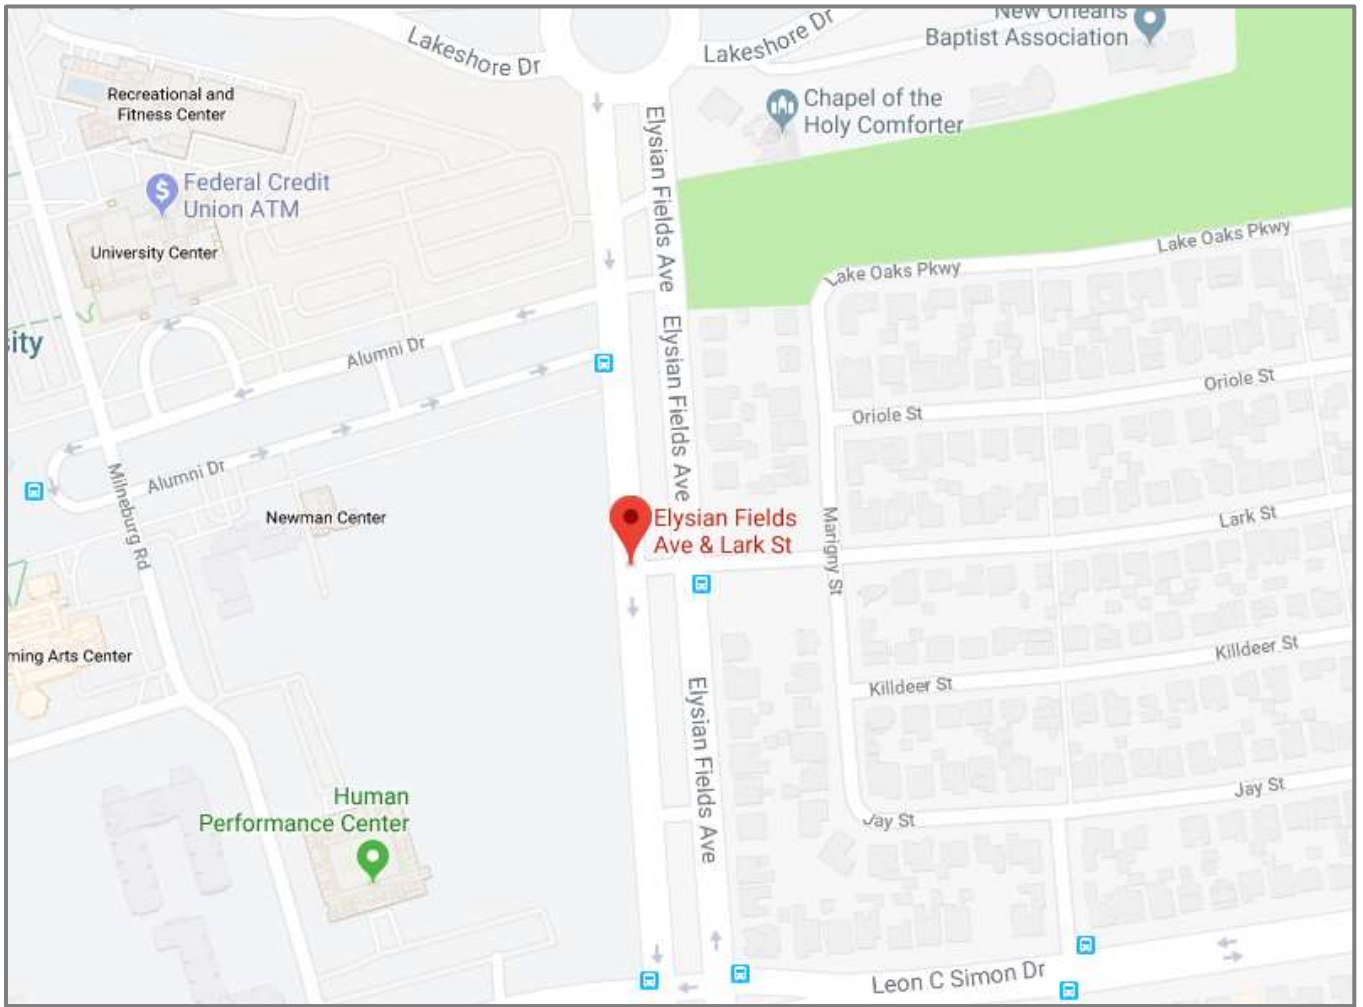 Lakeshore Dr
Lakeshore Dr
New Orleans
Baptist Association
Recreational and
Fitness Center
Chapel of the
Holy Comforter
Elysian Fields Ave
Federal Credit
Union ATM
University Center
Lake Oaks Pkwy
Lake Oaks Pkwy
sity
Alumni Dr
Elysian Fields Ave
Oriole St
Oriole St
Alumni Dr
Milneburg Rd
Newman Center
Elysian Fields
Ave & Lark St
Marigny St
Lark St
ming Arts Center
Killdeer St
Killdeer St
Elysian Fields Ave
Human
Performance Center
Jay St
Jay St
Leon C Simon Dr